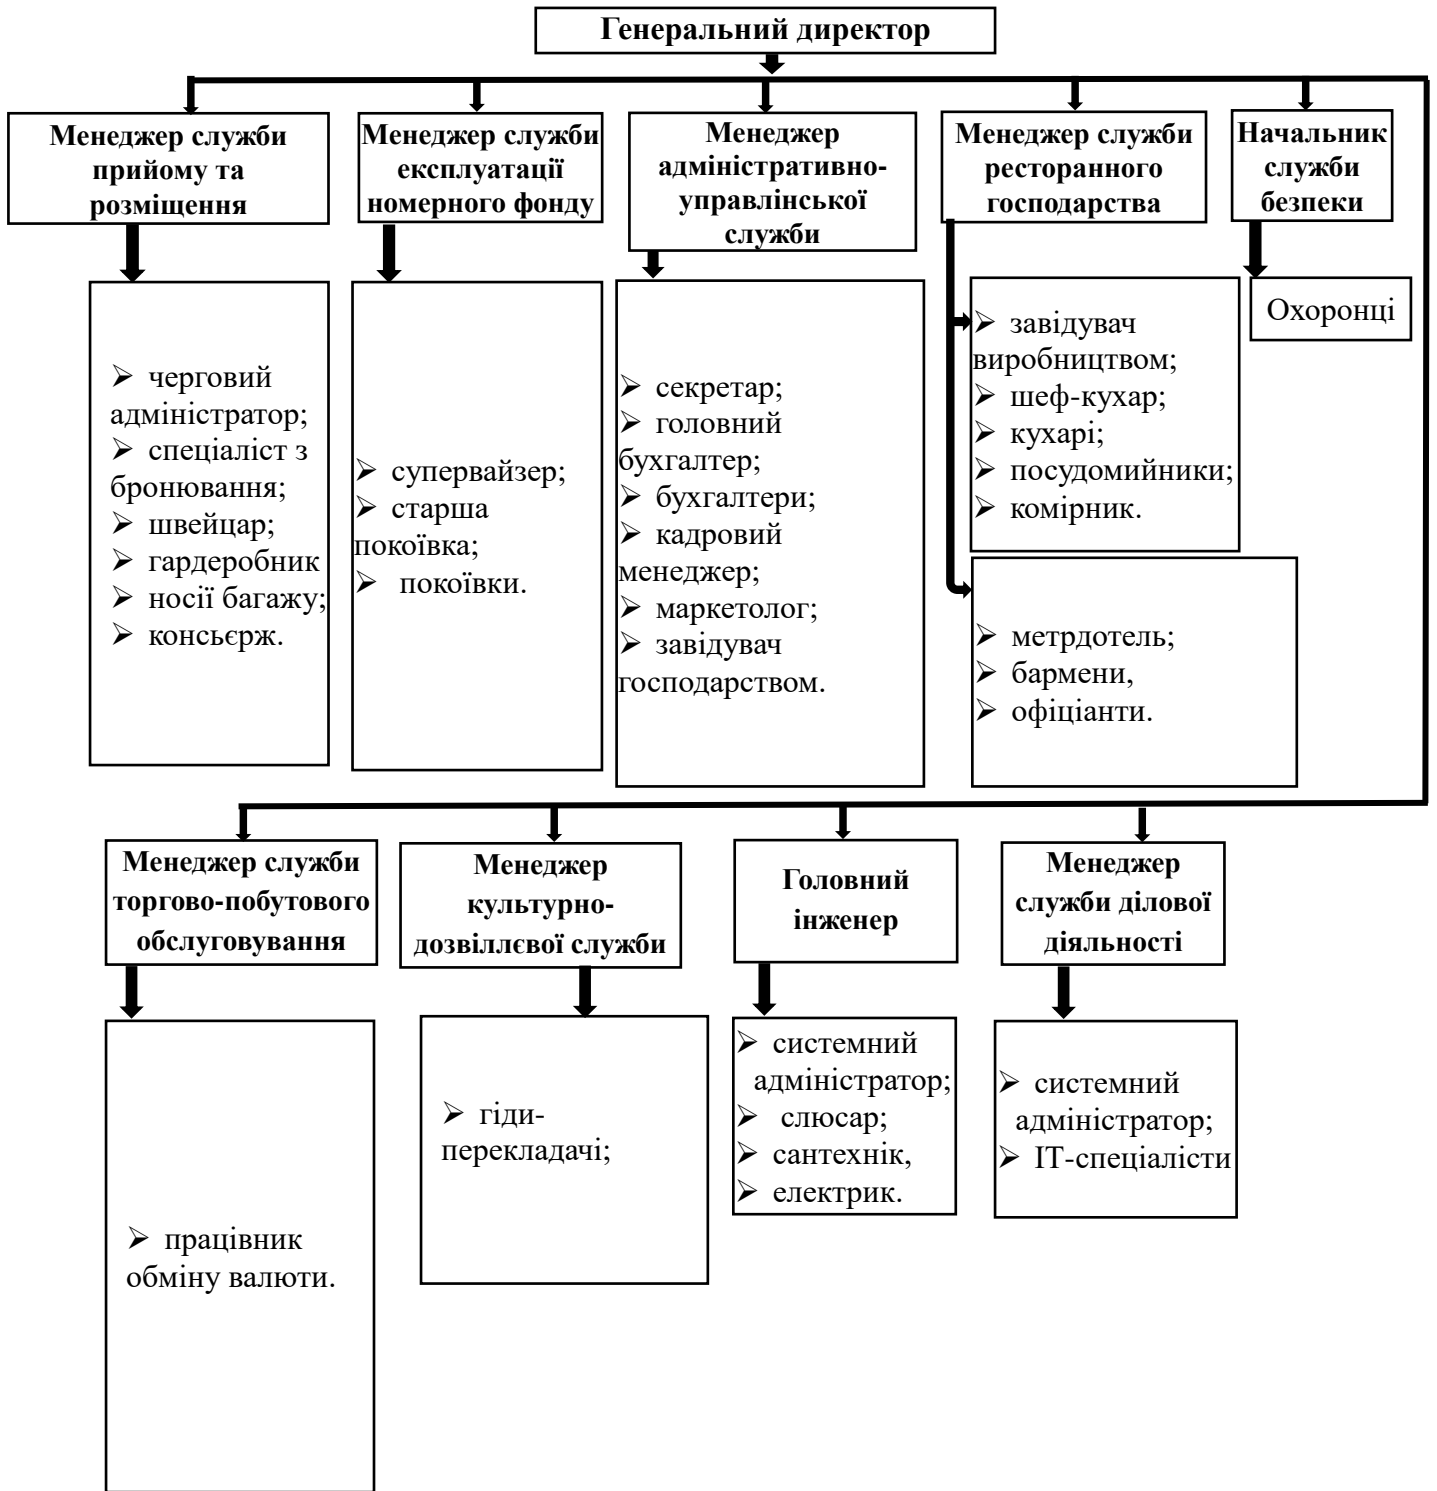 Генеральний директор
Менеджер служби
прийому та
розміщення
Менеджер служби
експлуатації
номерного фонду
Менеджер
адміністративно-
управлінської
служби
Менеджер служби
ресторанного
господарства
Начальник
служби
безпеки
➢ черговий
адміністратор;
➢ спеціаліст з
бронювання;
➢ швейцар;
➢ гардеробник
➢ носії багажу;
➢ консьєрж.
➢ супервайзер;
➢ старша
покоївка;
➢ покоївки.
➢ секретар;
➢ головний
бухгалтер;
➢ бухгалтери;
➢ кадровий
менеджер;
➢ маркетолог;
➢ завідувач
господарством.
➢ завідувач
виробництвом;
➢ шеф-кухар;
➢ кухарі;
➢ посудомийники;
➢ комірник.
➢ метрдотель;
➢ бармени,
➢ офіціанти.
Охоронці
Менеджер служби
торгово-побутового
обслуговування
Менеджер
культурно-
дозвіллєвої служби
Головний
інженер
Менеджер
служби ділової
діяльності
➢ працівник
обміну валюти.
➢ гіди-
перекладачі;
➢ системний
адміністратор;
➢ слюсар;
➢ сантехнік,
➢ електрик.
➢ системний
адміністратор;
➢ ІТ-спеціалісти